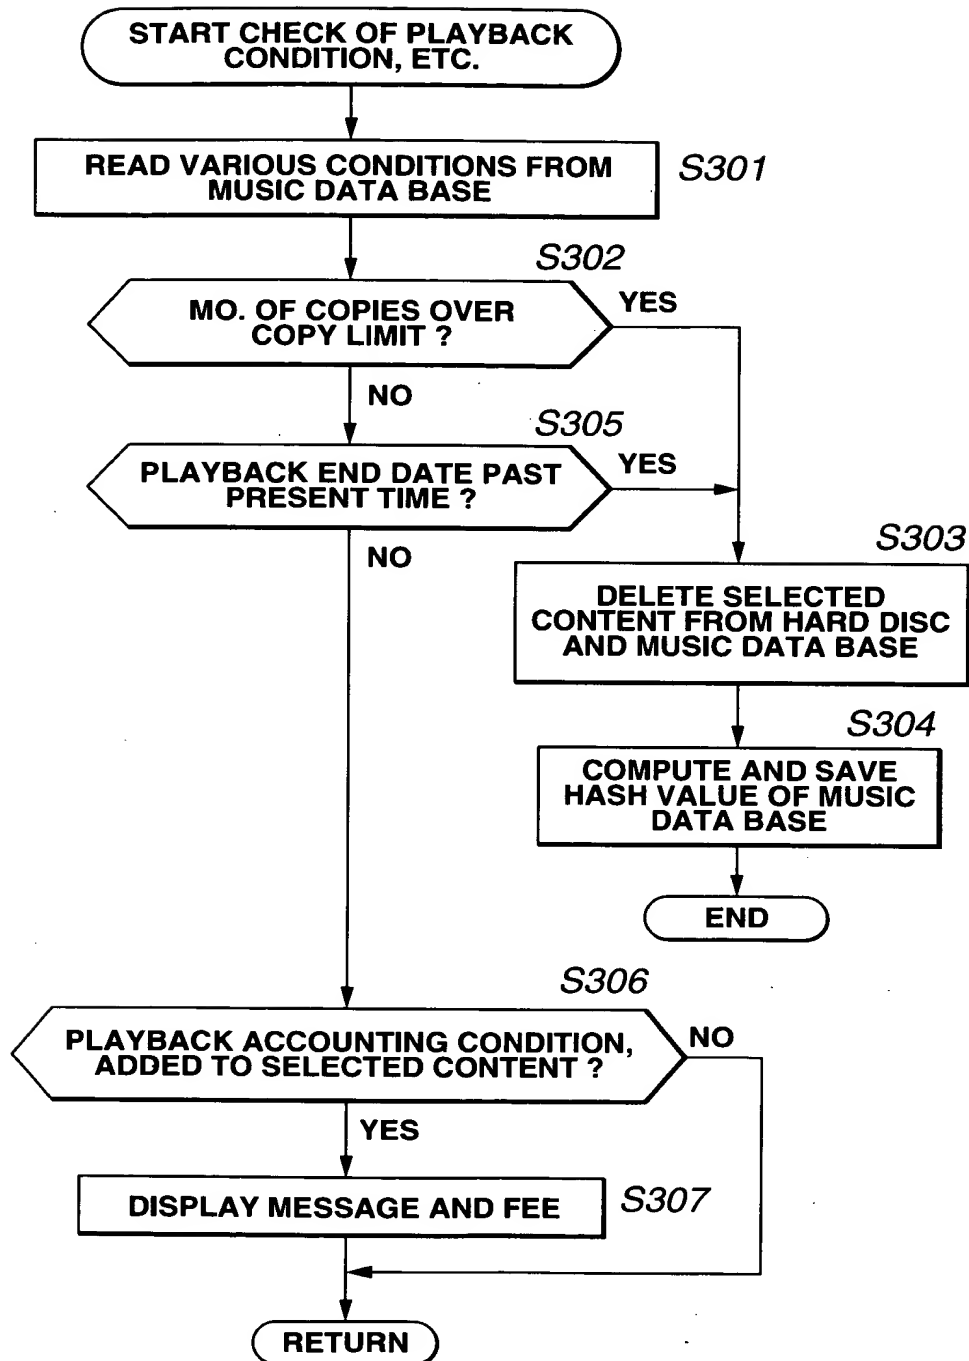 START CHECK OF PLAYBACK
CONDITION, ETC.
READ VARIOUS CONDITIONS FROM
MUSIC DATA BASE
S301
S302
MO. OF COPIES OVER
COPY LIMIT ?
YES
NO
S305
PLAYBACK END DATE PAST
PRESENT TIME ?
YES
NO
S303
DELETE SELECTED
CONTENT FROM HARD DISC
AND MUSIC DATA BASE
S304
COMPUTE AND SAVE
HASH VALUE OF MUSIC
DATA BASE
END
S306
PLAYBACK ACCOUNTING CONDITION,
ADDED TO SELECTED CONTENT ?
NO
YES
DISPLAY MESSAGE AND FEE
S307
RETURN